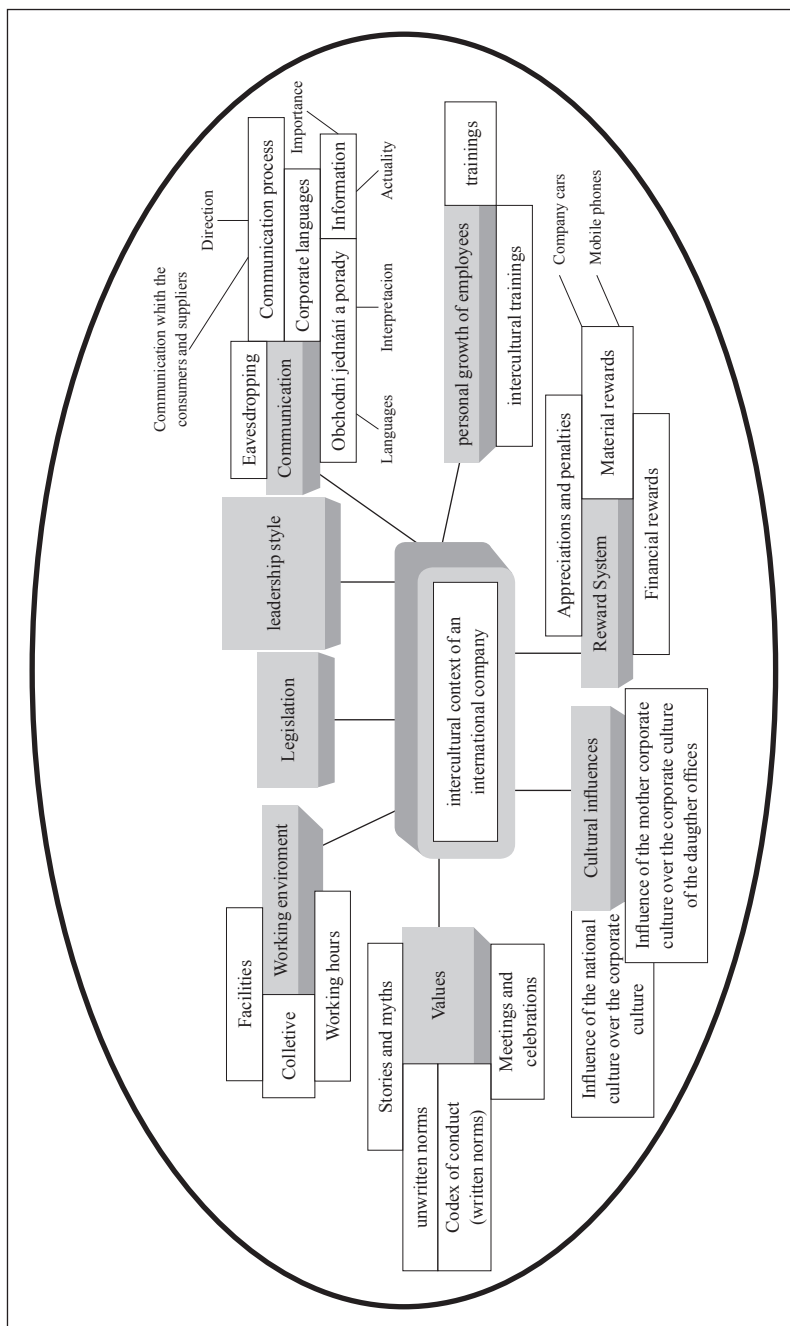 Communication whith the
consumers and suppliers
Direction
Importance
Eavesdropping
Communication process
Communication
Corporate languages
Obchodní jednání a porady
Information
Languages
Interpretacion
Actuality
leadership style
Legislation
Facilities
Working enviroment
Colletive
Working hours
intercultural context of an
international company
personal growth of employees
trainings
intercultural trainings
Stories and myths
Values
unwritten norms
Codex of conduct
(written norms)
Meetings and
celebrations
Cultural influences
Influence of the national
culture over the corporate
culture
Influence of the mother corporate
culture over the corporate culture
of the daugther offices
Appreciations and penalties
Reward System
Material rewards
Financial rewards
Company cars
Mobile phones